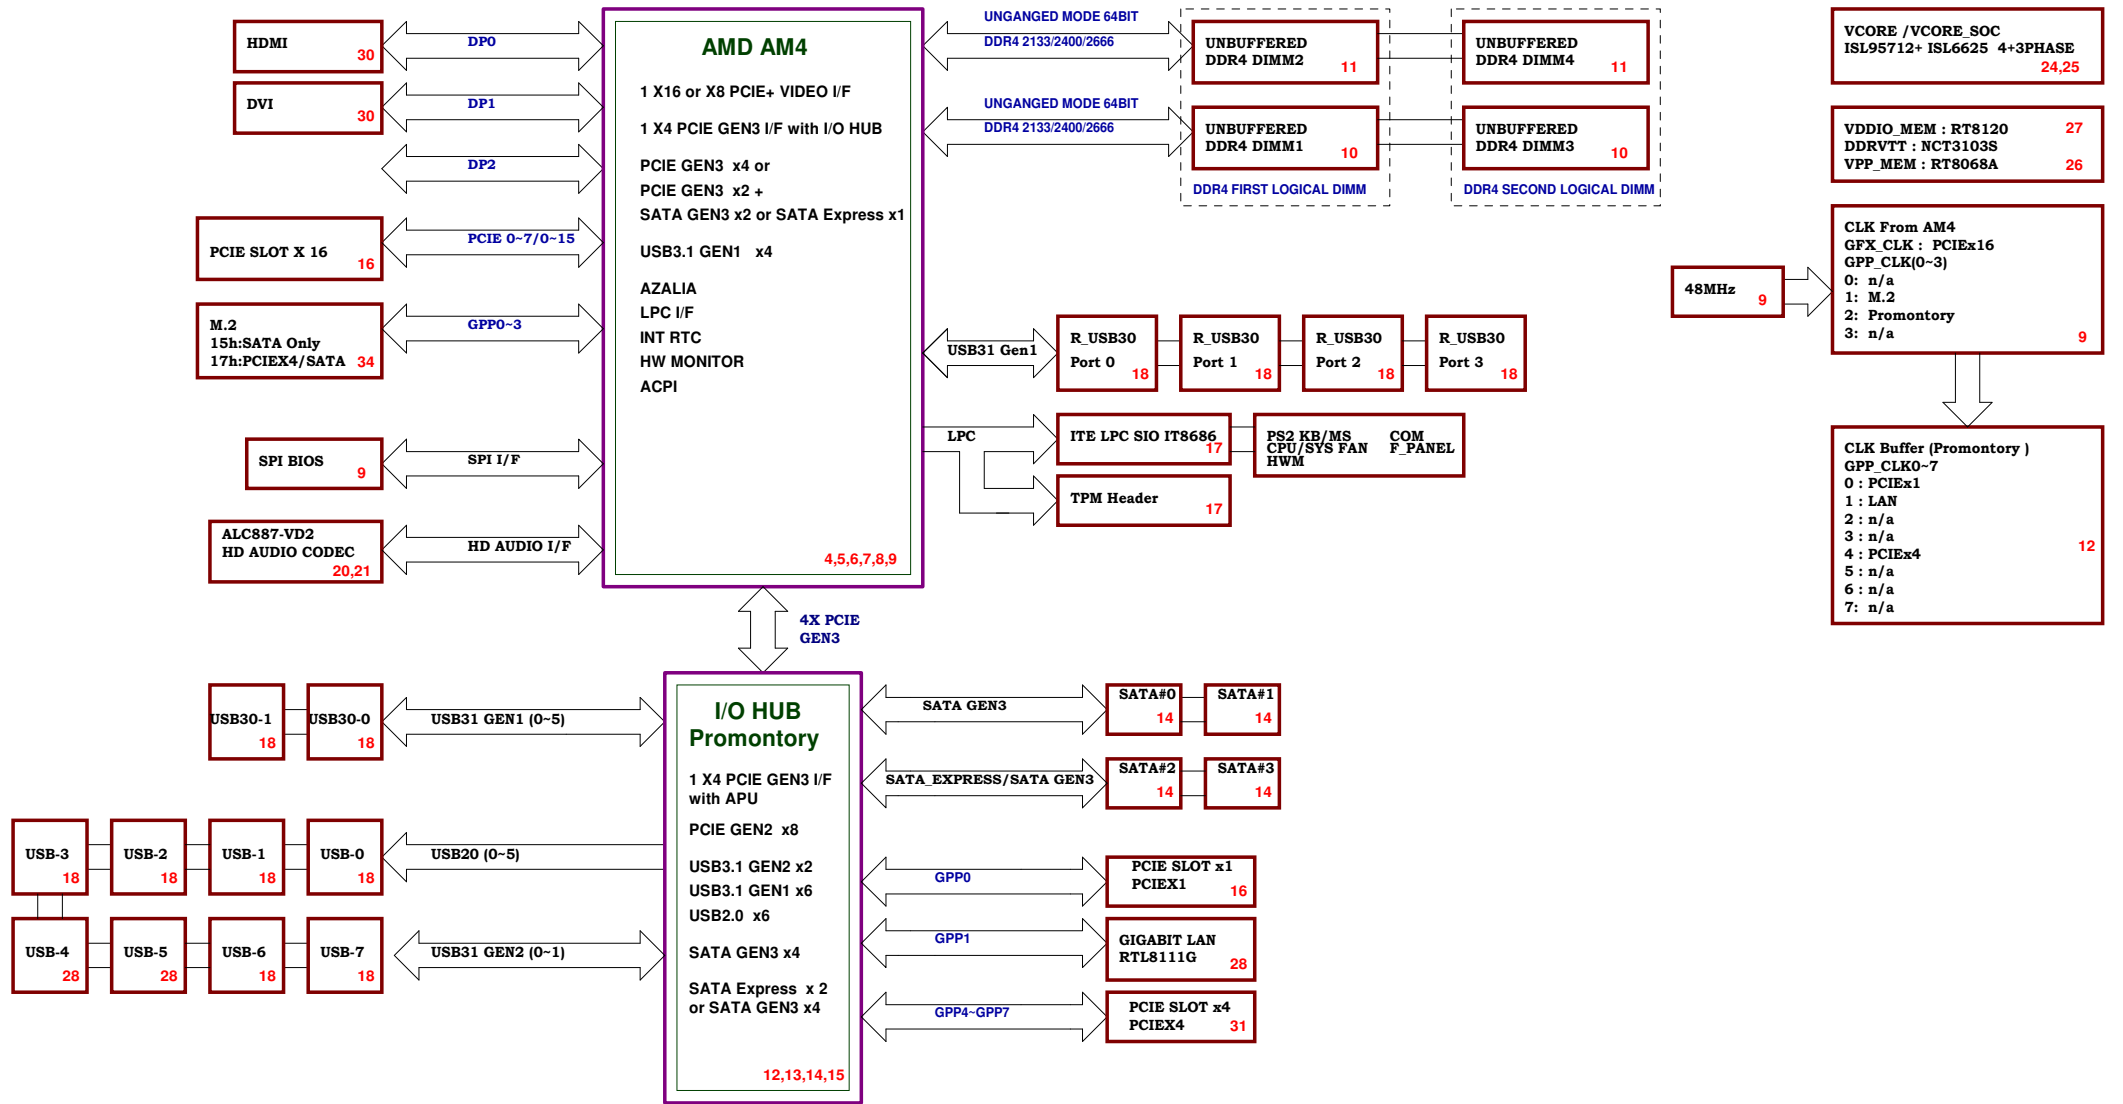 HDMI
30
DP0
DVI
30
DP1
DP2
PCIE SLOT X 16
16
PCIE 0~7/0~15
M.2
15h:SATA Only
17h:PCIEX4/SATA
34
GPP0~3
SPI BIOS
9
SPI I/F
ALC887-VD2
HD AUDIO CODEC
20,21
HD AUDIO I/F
AMD AM4
1 X16 or X8 PCIE+ VIDEO I/F
1 X4 PCIE GEN3 I/F with I/O HUB
PCIE GEN3 x4 or
PCIE GEN3 x2 +
SATA GEN3 x2 or SATA Express x1
USB3.1 GEN1 x4
AZALIA
LPC I/F
INT RTC
HW MONITOR
ACPI
4,5,6,7,8,9
UNGANGED MODE 64BIT
DDR4 2133/2400/2666
UNBUFFERED
DDR4 DIMM2
11
UNBUFFERED
DDR4 DIMM4
11
UNGANGED MODE 64BIT
DDR4 2133/2400/2666
UNBUFFERED
DDR4 DIMM1
10
UNBUFFERED
DDR4 DIMM3
10
DDR4 FIRST LOGICAL DIMM
DDR4 SECOND LOGICAL DIMM
USB31 Gen1
R_USB30
Port 0
18
R_USB30
Port 1
18
R_USB30
Port 2
18
R_USB30
Port 3
18
LPC
ITE LPC SIO IT8686
17
PS2 KB/MS COM
CPU/SYS FAN F_PANEL
HWM
TPM Header
17
VCORE /VCORE_SOC
ISL95712+ ISL6625 4+3PHASE
24,25
VDDIO_MEM : RT8120
27
DDRVTT : NCT3103S
VPP_MEM : RT8068A
26
48MHz
9
CLK From AM4
GFX_CLK : PCIEx16
GPP_CLK(0~3)
0: n/a
1: M.2
2: Promontory
3: n/a
9
CLK Buffer (Promontory )
GPP_CLK0~7
0 : PCIEx1
1 : LAN
2 : n/a
3 : n/a
4 : PCIEx4
5 : n/a
6 : n/a
7: n/a
12
4X PCIE
GEN3
USB30-1
18
USB30-0
18
USB31 GEN1 (0~5)
USB-3
18
USB-2
18
USB-1
18
USB-0
18
USB20 (0~5)
USB-4
28
USB-5
28
USB-6
18
USB-7
18
USB31 GEN2 (0~1)
I/O HUB
Promontory
1 X4 PCIE GEN3 I/F
with APU
PCIE GEN2 x8
USB3.1 GEN2 x2
USB3.1 GEN1 x6
USB2.0 x6
SATA GEN3 x4
SATA Express x 2
or SATA GEN3 x4
12,13,14,15
SATA GEN3
SATA#0
14
SATA#1
14
SATA_EXPRESS/SATA GEN3
SATA#2
14
SATA#3
14
GPP0
PCIE SLOT x1
PCIEX1
16
GPP1
GIGABIT LAN
RTL8111G
28
GPP4~GPP7
PCIE SLOT x4
PCIEX4
31